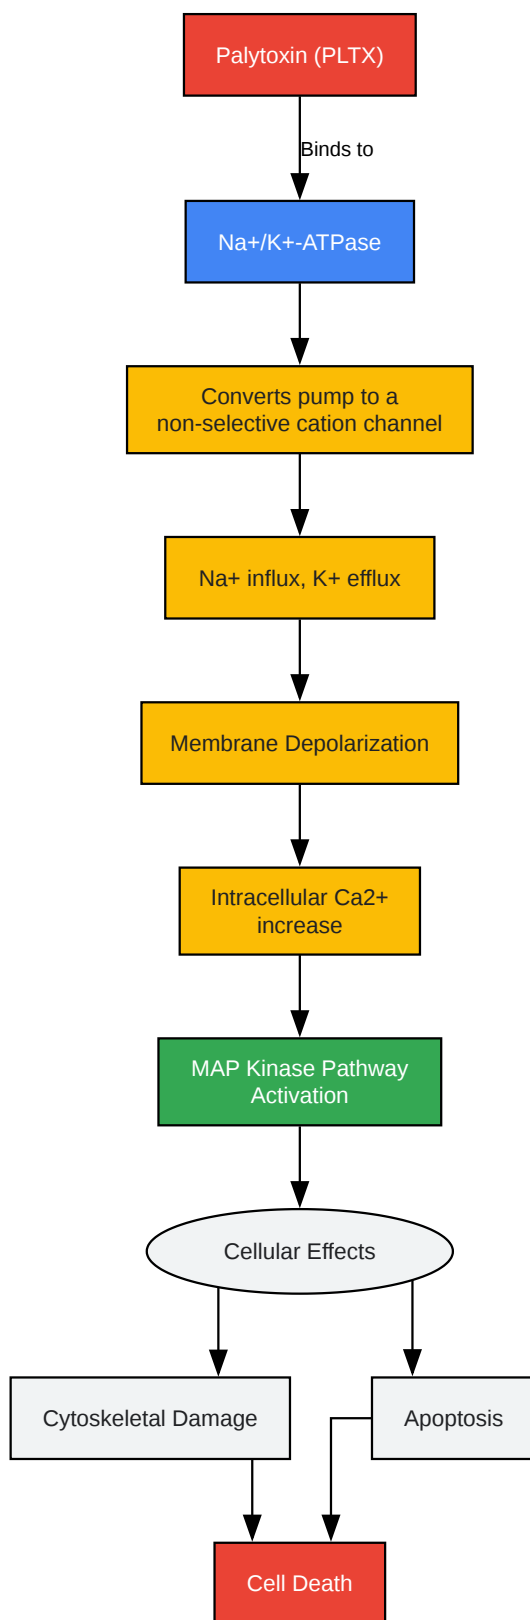 Palytoxin (PLTX)
Binds to
Na+/K+-ATPase
Converts pump to a
non-selective cation channel
Na+ influx, K+ efflux
Membrane Depolarization
Intracellular Ca2+
increase
MAP Kinase Pathway
Activation
Cellular Effects
Cytoskeletal Damage
Apoptosis
Cell Death